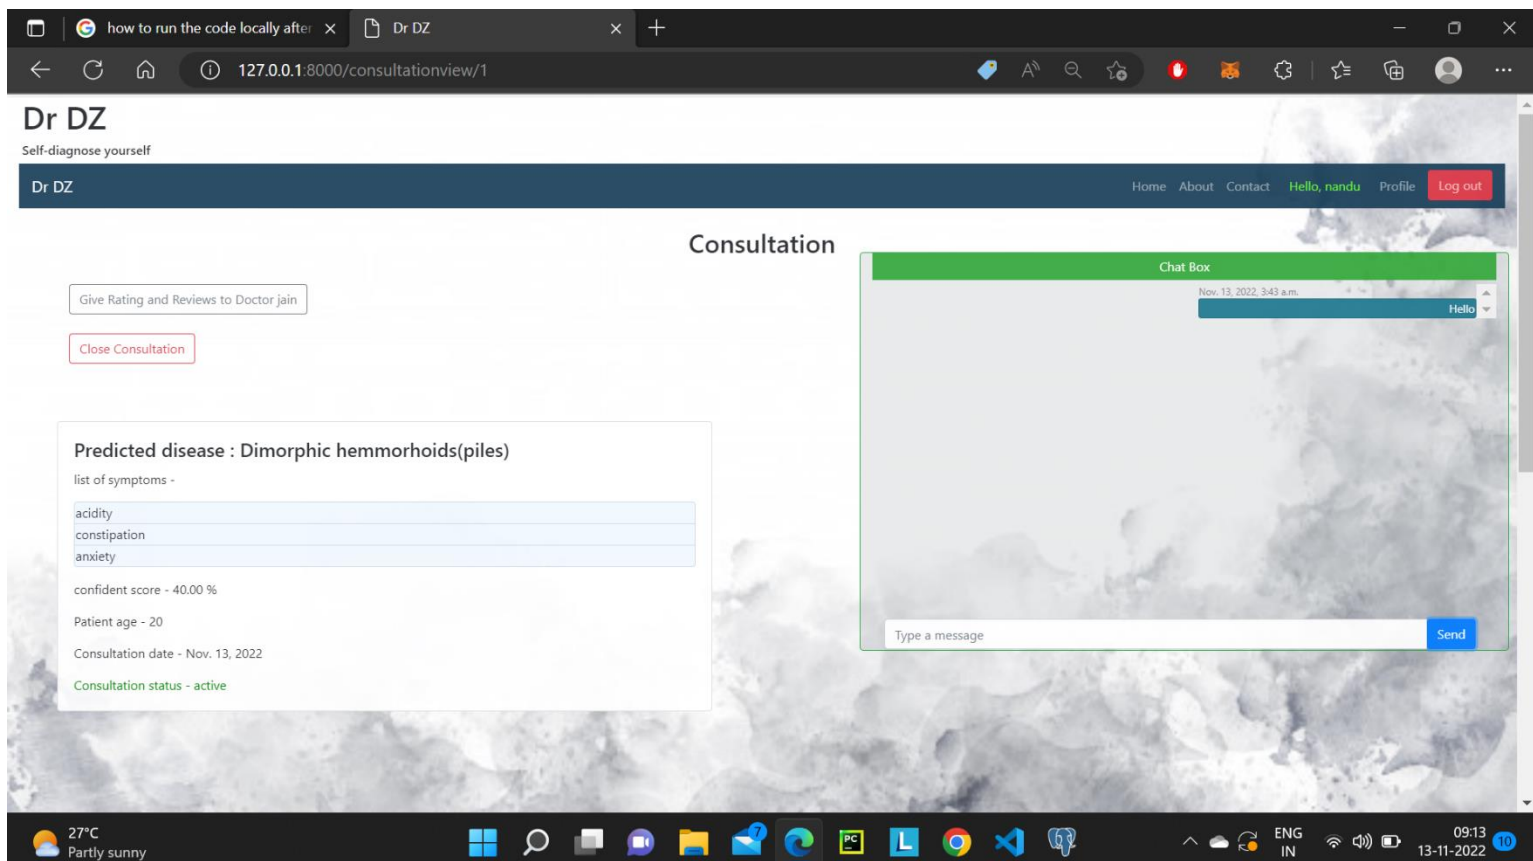 how to run the code locally after
Dr DZ
127.0.0.1:8000/consultationview/1
Dr DZ
Self-diagnose yourself
Dr DZ
Home About Contact Hello, nandu Profile Log out
Consultation
Give Rating and Reviews to Doctor jain
Close Consultation
Predicted disease : Dimorphic hemmorhoids(piles)
list of symptoms -
acidity
constipation
anxiety
confident score - 40.00 %
Patient age - 20
Consultation date - Nov. 13, 2022
Consultation status - active
Chat Box
Nov. 13, 2022, 3:43 a.m.
Hello
Type a message
Send
27°C
Partly sunny
7
PC
L
ENG
IN
09:13
13-11-2022
10